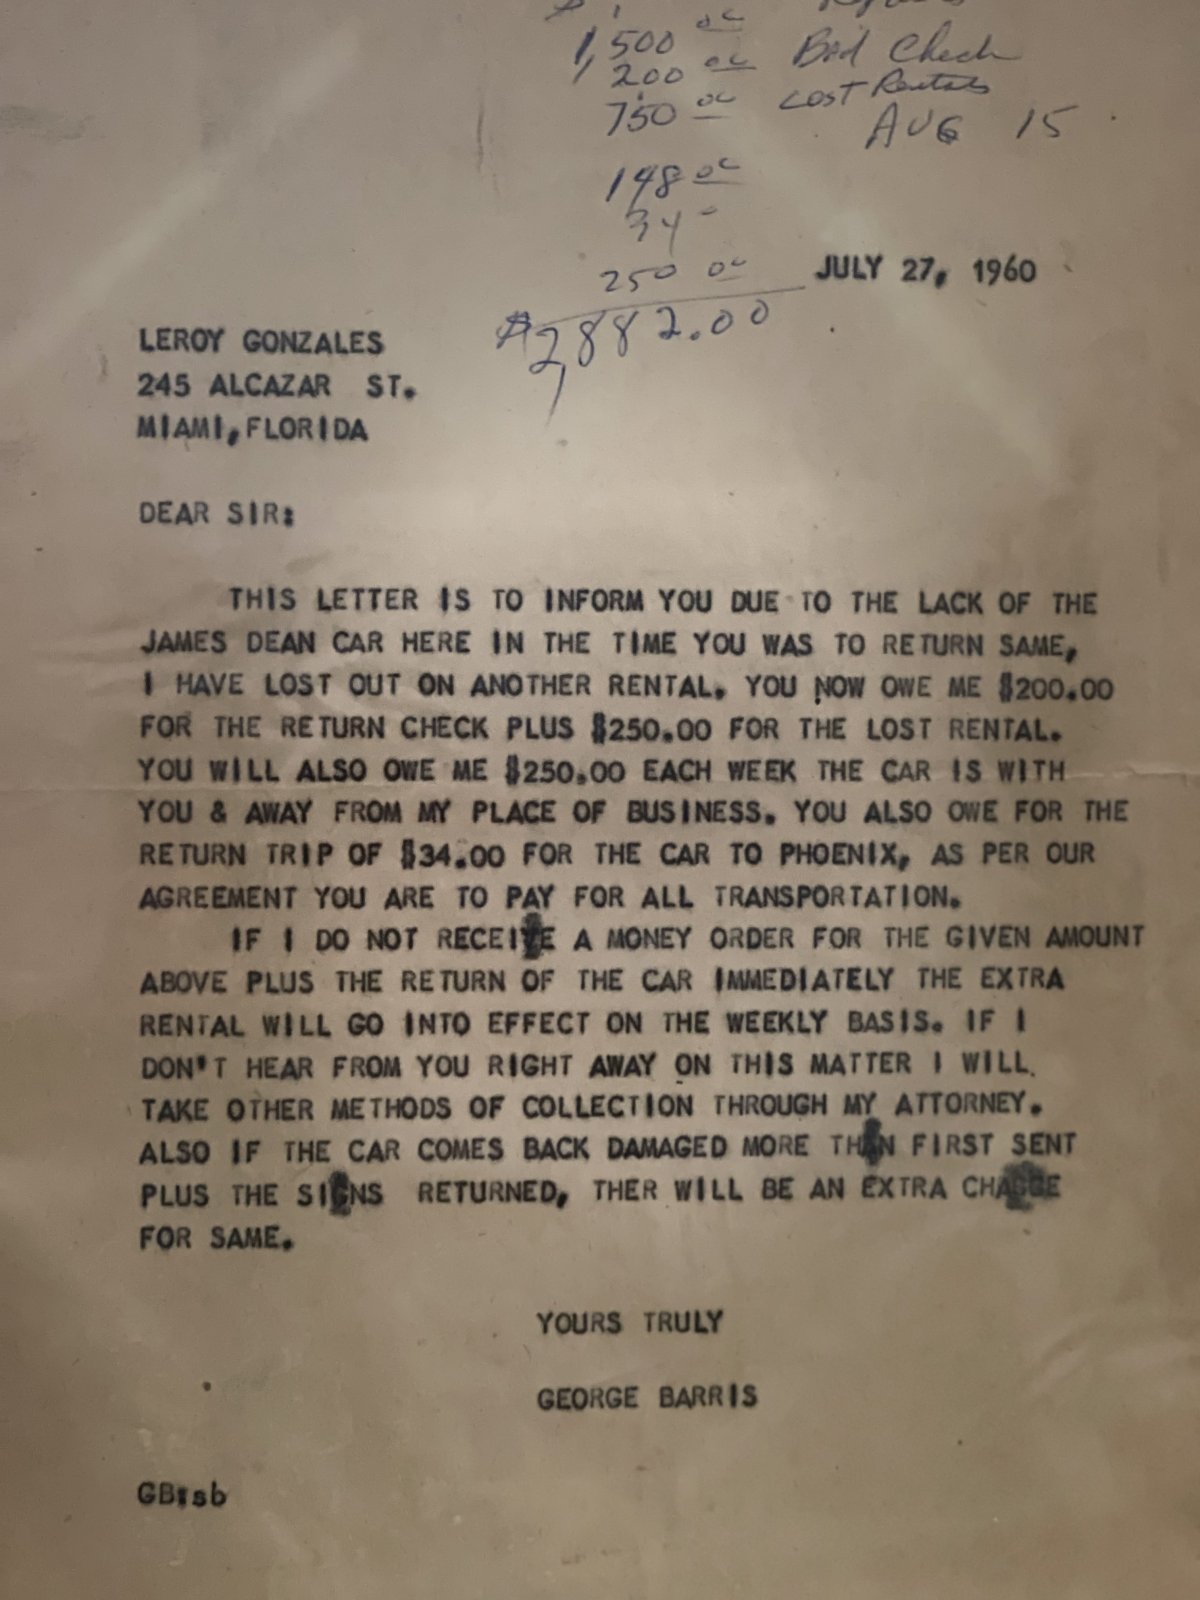 1,500 oc
200 oc Bad Check
750 oc Lost Rentals
AUG 15
148 oc
34 -
250 oc
JULY 27, 1960
$2,882.00
LEROY GONZALES
245 ALCAZAR ST.
MIAMI,FLORIDA
DEAR SIR:
THIS LETTER IS TO INFORM YOU DUE TO THE LACK OF THE
JAMES DEAN CAR HERE IN THE TIME YOU WAS TO RETURN SAME,
I HAVE LOST OUT ON ANOTHER RENTAL. YOU NOW OWE ME $200.00
FOR THE RETURN CHECK PLUS $250.00 FOR THE LOST RENTAL.
YOU WILL ALSO OWE ME $250.00 EACH WEEK THE CAR IS WITH
YOU & AWAY FROM MY PLACE OF BUSINESS. YOU ALSO OWE FOR THE
RETURN TRIP OF $34.00 FOR THE CAR TO PHOENIX, AS PER OUR
AGREEMENT YOU ARE TO PAY FOR ALL TRANSPORTATION.
IF I DO NOT RECEIVE A MONEY ORDER FOR THE GIVEN AMOUNT
ABOVE PLUS THE RETURN OF THE CAR IMMEDIATELY THE EXTRA
RENTAL WILL GO INTO EFFECT ON THE WEEKLY BASIS. IF I
DON'T HEAR FROM YOU RIGHT AWAY ON THIS MATTER I WILL
TAKE OTHER METHODS OF COLLECTION THROUGH MY ATTORNEY.
ALSO IF THE CAR COMES BACK DAMAGED MORE THAN FIRST SENT
PLUS THE SIGNS RETURNED, THER WILL BE AN EXTRA CHARGE
FOR SAME.
YOURS TRULY
GEORGE BARRIS
GB:sb